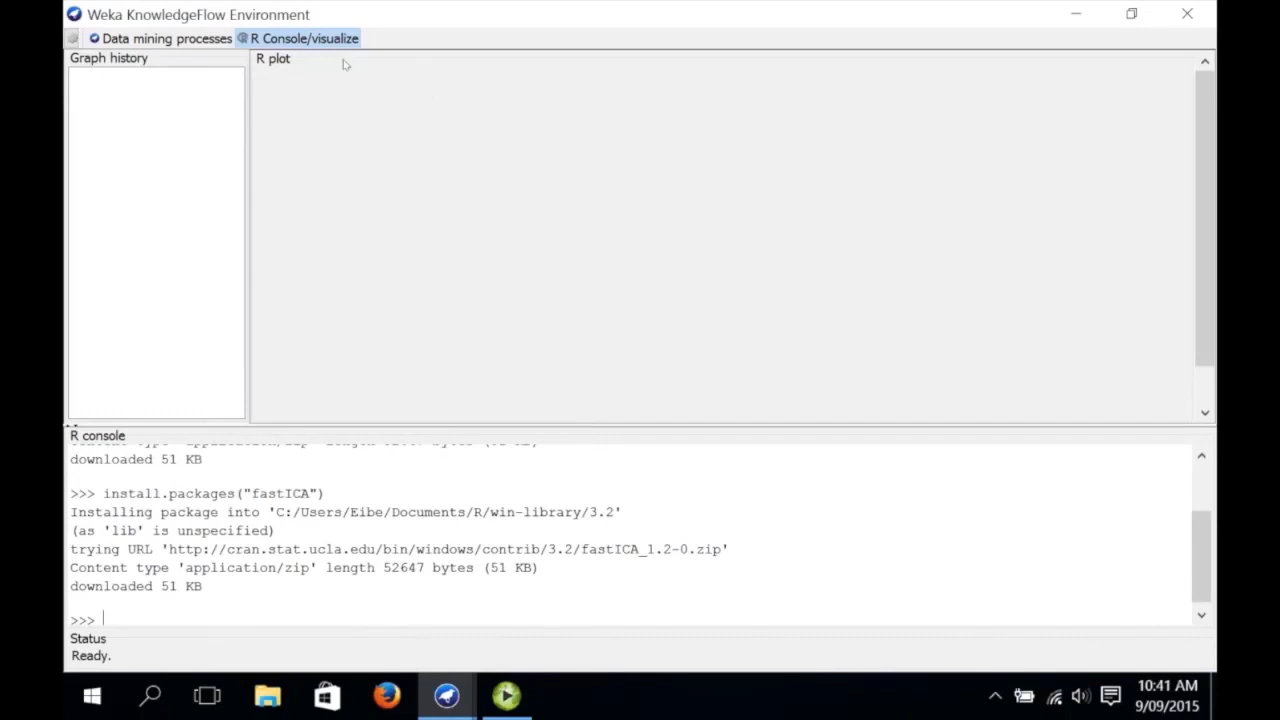 Weka KnowledgeFlow Environment
Data mining processes R Console/visualize
Graph history
R plot
R console
downloaded 51 KB
>>> install.packages("fastICA")
Installing package into 'C:/Users/Eibe/Documents/R/win-library/3.2'
(as 'lib' is unspecified)
trying URL 'http://cran.stat.ucla.edu/bin/windows/contrib/3.2/fastICA_1.2-0.zip'
Content type 'application/zip' length 52647 bytes (51 KB)
downloaded 51 KB
>>>
Status
Ready.
10:41 AM
9/09/2015